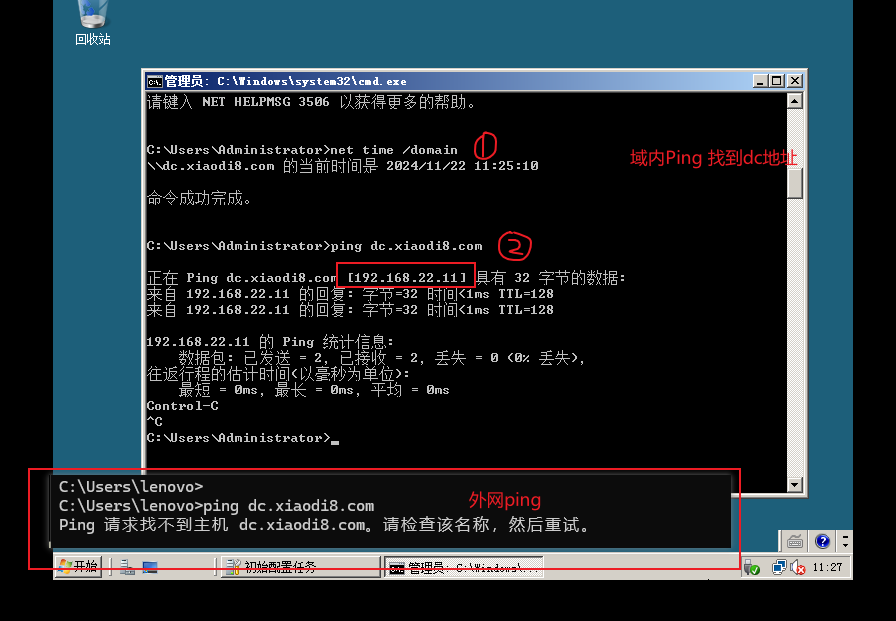 回收站
管理员: C:\Windows\system32\cmd.exe
请键入 NET HELPMSG 3506 以获得更多的帮助。
C:\Users\Administrator>net time /domain
①
\\dc.xiaodi8.com 的当前时间是 2024/11/22 11:25:10
域内Ping 找到dc地址
命令成功完成。
C:\Users\Administrator>ping dc.xiaodi8.com
②
正在 Ping dc.xiaodi8.com [192.168.22.11] 具有 32 字节的数据:
来自 192.168.22.11 的回复: 字节=32 时间<1ms TTL=128
来自 192.168.22.11 的回复: 字节=32 时间<1ms TTL=128
192.168.22.11 的 Ping 统计信息:
数据包: 已发送 = 2，已接收 = 2，丢失 = 0 (0% 丢失)，
往返行程的估计时间(以毫秒为单位):
最短 = 0ms，最长 = 0ms，平均 = 0ms
Control-C
^C
C:\Users\Administrator>
C:\Users\lenovo>
C:\Users\lenovo>ping dc.xiaodi8.com
外网ping
Ping 请求找不到主机 dc.xiaodi8.com。请检查该名称，然后重试。
开始
初始配置任务
管理员: C:\Windows\...
11:27